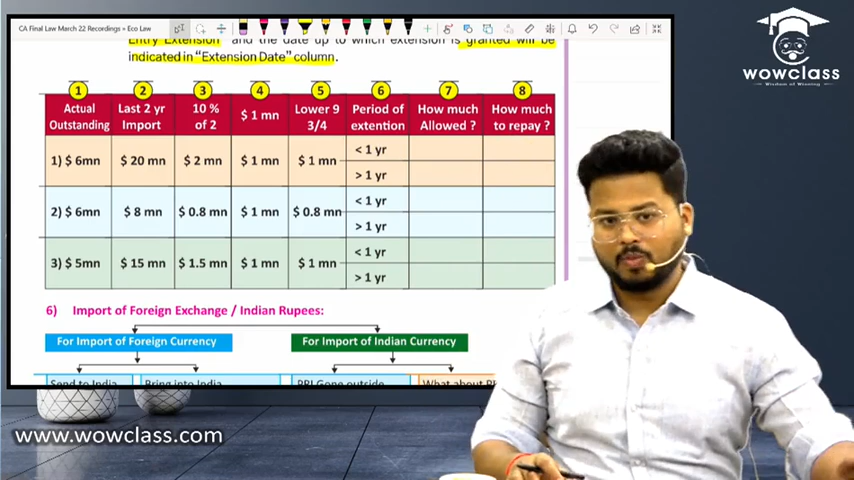 CA Final Law March 22 Recordings » Eco Law
Entry Extension" and the date up to which extension is granted will be
indicated in "Extension Date" column.
1 2 3 4 5 6 7 8
Actual Outstanding Last 2 yr Import 10 % of 2 $ 1 mn Lower 9 3/4 Period of extention How much Allowed ? How much to repay ?
1) $ 6mn $ 20 mn $ 2 mn $ 1 mn $ 1 mn < 1 yr
> 1 yr
2) $ 6mn $ 8 mn $ 0.8 mn $ 1 mn $ 0.8 mn < 1 yr
> 1 yr
3) $ 5mn $ 15 mn $ 1.5 mn $ 1 mn $ 1 mn < 1 yr
> 1 yr
6) Import of Foreign Exchange / Indian Rupees:
For Import of Foreign Currency For Import of Indian Currency
Send to India Bring into India Gone outside What about
wowclass
Wisdom of Winning
www.wowclass.com